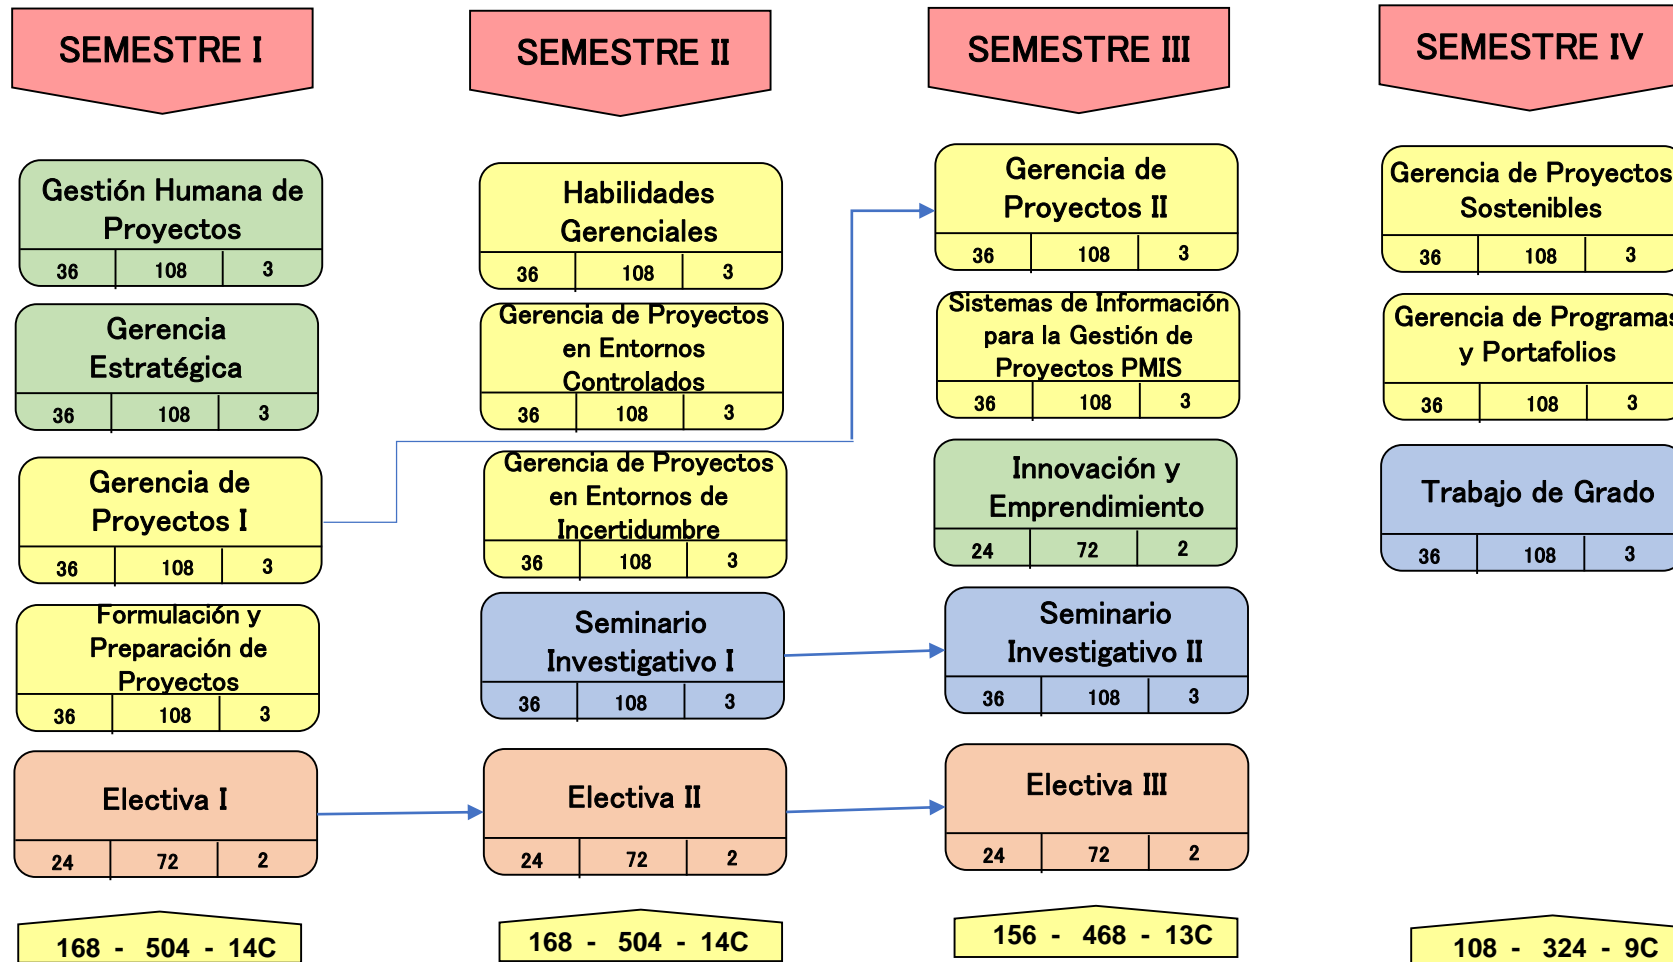 SEMESTRE I
Gestión Humana de
Proyectos
36 108 3
Gerencia
Estratégica
36 108 3
Gerencia de
Proyectos I
36 108 3
Formulación y
Preparación de
Proyectos
36 108 3
Electiva I
24 72 2
168 - 504 - 14C
SEMESTRE II
Habilidades
Gerenciales
36 108 3
Gerencia de Proyectos
en Entornos
Controlados
36 108 3
Gerencia de Proyectos
en Entornos de
Incertidumbre
36 108 3
Seminario
Investigativo I
36 108 3
Electiva II
24 72 2
168 - 504 - 14C
SEMESTRE III
Gerencia de
Proyectos II
36 108 3
Sistemas de Información
para la Gestión de
Proyectos PMIS
36 108 3
Innovación y
Emprendimiento
24 72 2
Seminario
Investigativo II
36 108 3
Electiva III
24 72 2
156 - 468 - 13C
SEMESTRE IV
Gerencia de Proyectos
Sostenibles
36 108 3
Gerencia de Programas
y Portafolios
36 108 3
Trabajo de Grado
36 108 3
108 - 324 - 9C